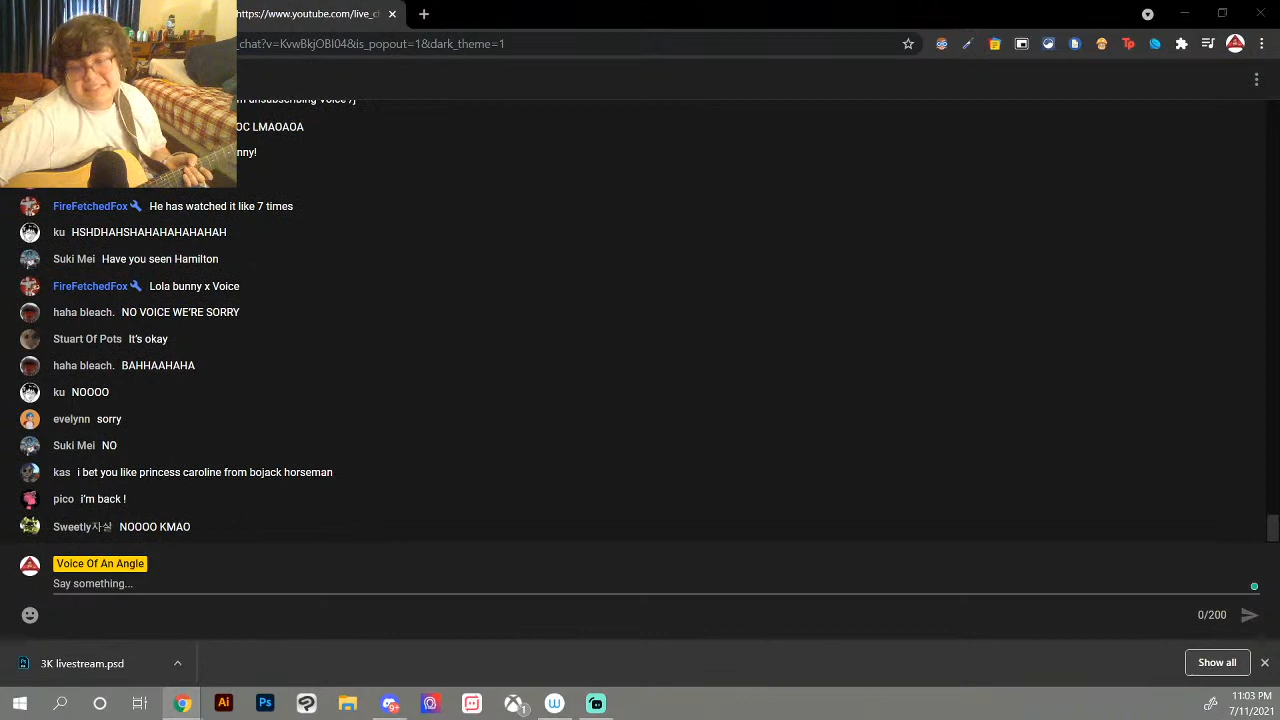 https://www.youtube.com/live_c
_chat?v=KvwBkjOBI04&is_popout=1&dark_theme=1
unsubscribing Voice :/j
OC LMAOAOA
nny!
FireFetchedFox He has watched it like 7 times
ku HSHDHAHSHAHAHAHAHAHAH
Suki Mei Have you seen Hamilton
FireFetchedFox Lola bunny x Voice
haha bleach. NO VOICE WE'RE SORRY
Stuart Of Pots It's okay
haha bleach. BAHHAAHAHA
ku NOOOO
evelynn sorry
Suki Mei NO
kas i bet you like princess caroline from bojack horseman
pico i'm back !
Sweetly자살 NOOOO KMAO
Voice Of An Angle
Say something...
0/200
3K livestream.psd
Show all
11:03 PM
7/11/2021